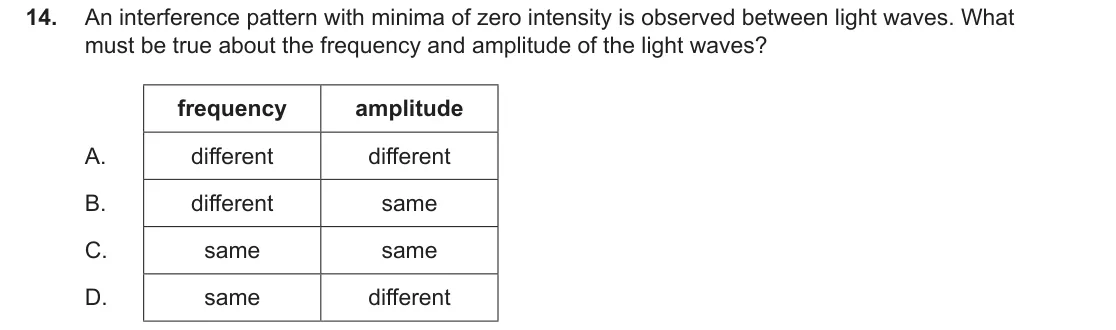 14. An interference pattern with minima of zero intensity is observed between light waves. What
must be true about the frequency and amplitude of the light waves?
frequency amplitude
A. different different
B. different same
C. same same
D. same different